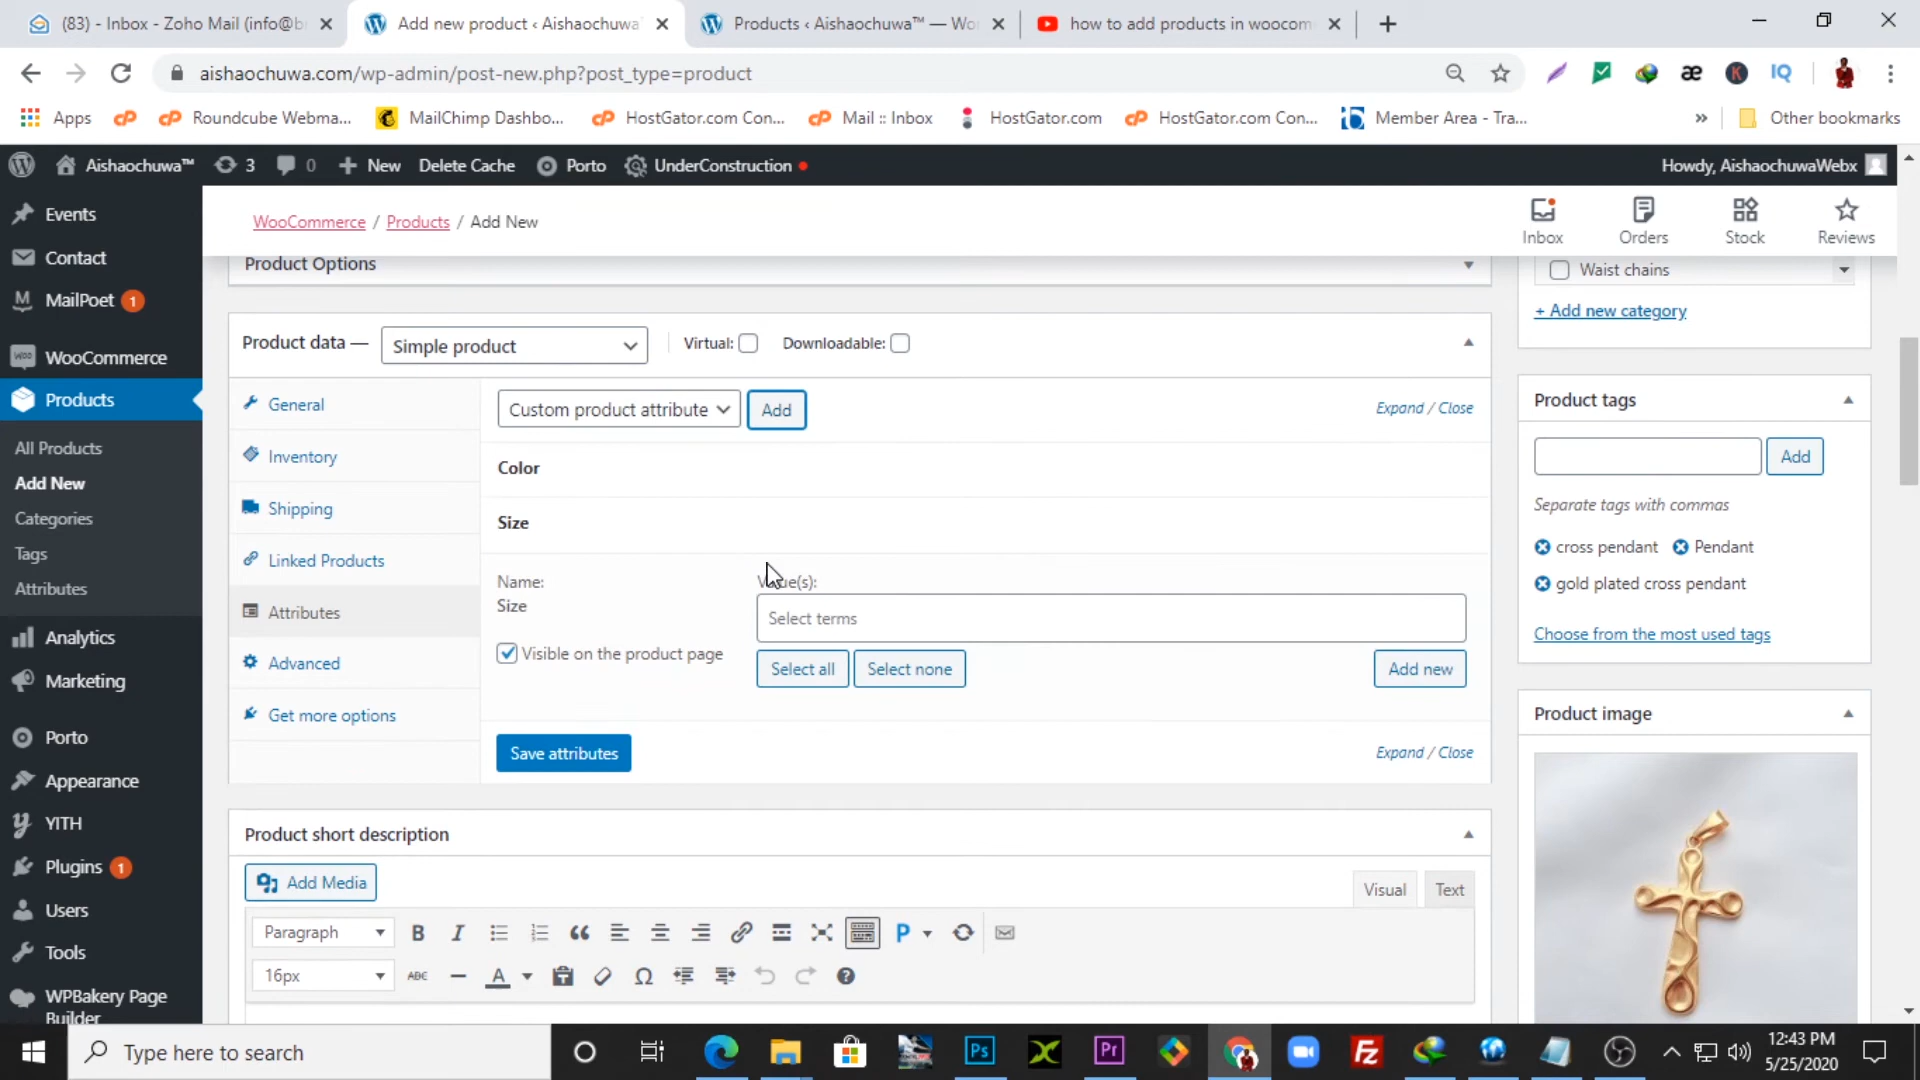 (83) - Inbox - Zoho Mail (info@b
Add new product ‹ Aishaochuwa
Products ‹ Aishaochuwa™ — Wo
how to add products in woocom
aishaochuwa.com/wp-admin/post-new.php?post_type=product
Apps
Roundcube Webma...
MailChimp Dashbo...
HostGator.com Con...
Mail :: Inbox
HostGator.com
HostGator.com Con...
Member Area - Tra...
»
Other bookmarks
Aishaochuwa™
3
0
New
Delete Cache
Porto
UnderConstruction
Howdy, AishaochuwaWebx
Events
Contact
MailPoet 1
WooCommerce
Products
All Products
Add New
Categories
Tags
Attributes
Analytics
Marketing
Porto
Appearance
YITH
Plugins 1
Users
Tools
WPBakery Page
Builder
WooCommerce / Products / Add New
Inbox
Orders
Stock
Reviews
Product Options
Product data —
Simple product
Virtual:
Downloadable:
General
Inventory
Shipping
Linked Products
Attributes
Advanced
Get more options
Custom product attribute
Add
Expand / Close
Color
Size
Name:
Size
Visible on the product page
Select terms
Select all
Select none
Add new
Save attributes
Expand / Close
Product short description
Add Media
Visual
Text
Paragraph
B
I
P
16px
ABC
A
Ω
Waist chains
+ Add new category
Product tags
Add
Separate tags with commas
cross pendant
Pendant
gold plated cross pendant
Choose from the most used tags
Product image
Type here to search
Ps
Pr
12:43 PM
5/25/2020